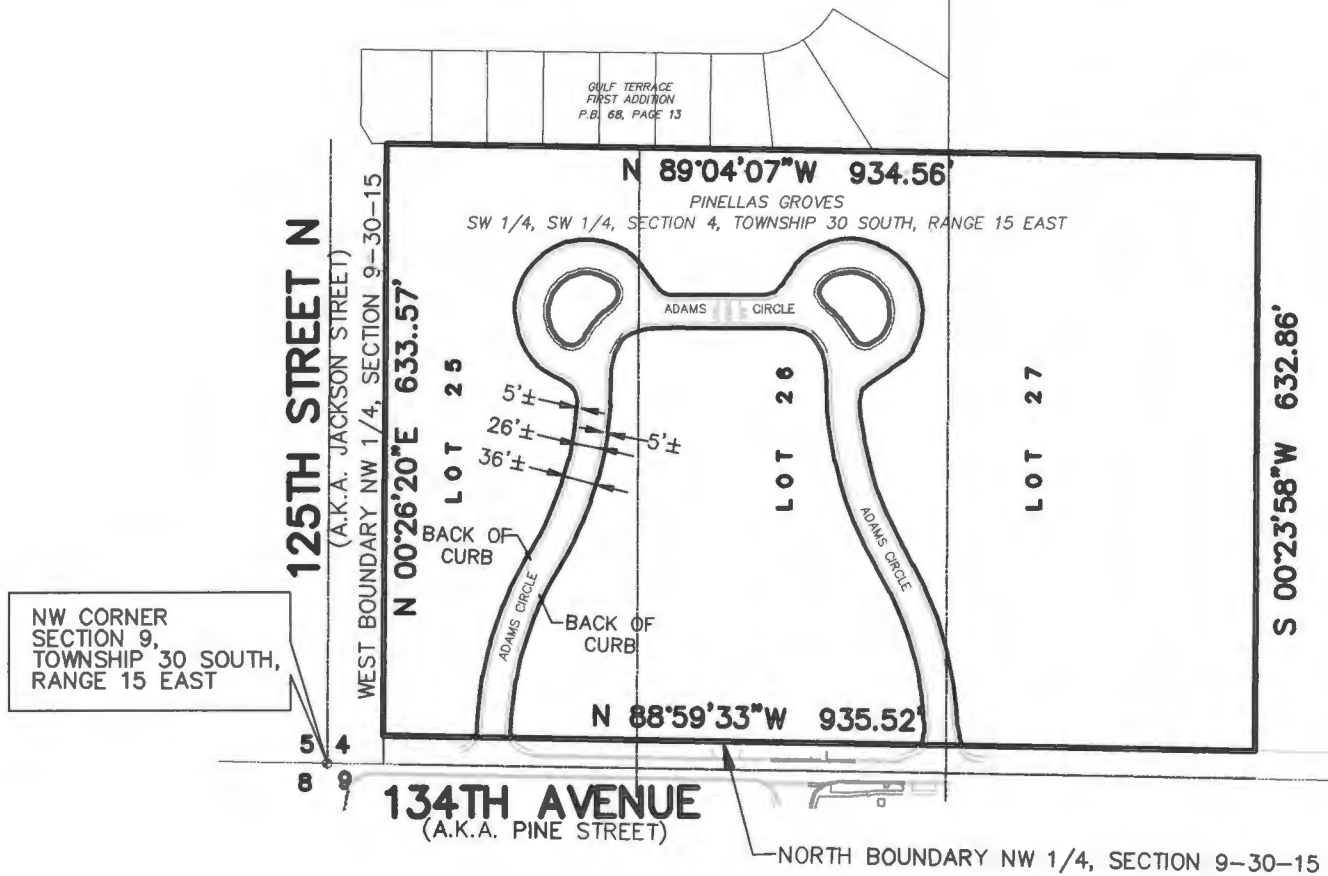 GULF TERRACE
FIRST ADDITION
P.B. 68, PAGE 13
N 89°04'07"W 934.56'
PINELLAS GROVES
SW 1/4, SW 1/4, SECTION 4, TOWNSHIP 30 SOUTH, RANGE 15 EAST
125TH STREET N
(A.K.A. JACKSON STREET)
WEST BOUNDARY NW 1/4, SECTION 9-30-15
N 00°26'20"E 633..57'
LOT 25
ADAMS CIRCLE
LOT 26
LOT 27
S 00°23'58"W 632.86'
5'±
26'±
5'±
36'±
BACK OF
CURB
ADAMS CIRCLE
BACK OF
CURB
ADAMS CIRCLE
NW CORNER
SECTION 9,
TOWNSHIP 30 SOUTH,
RANGE 15 EAST
N 88°59'33"W 935.52'
5 4
8 9
134TH AVENUE
(A.K.A. PINE STREET)
NORTH BOUNDARY NW 1/4, SECTION 9-30-15